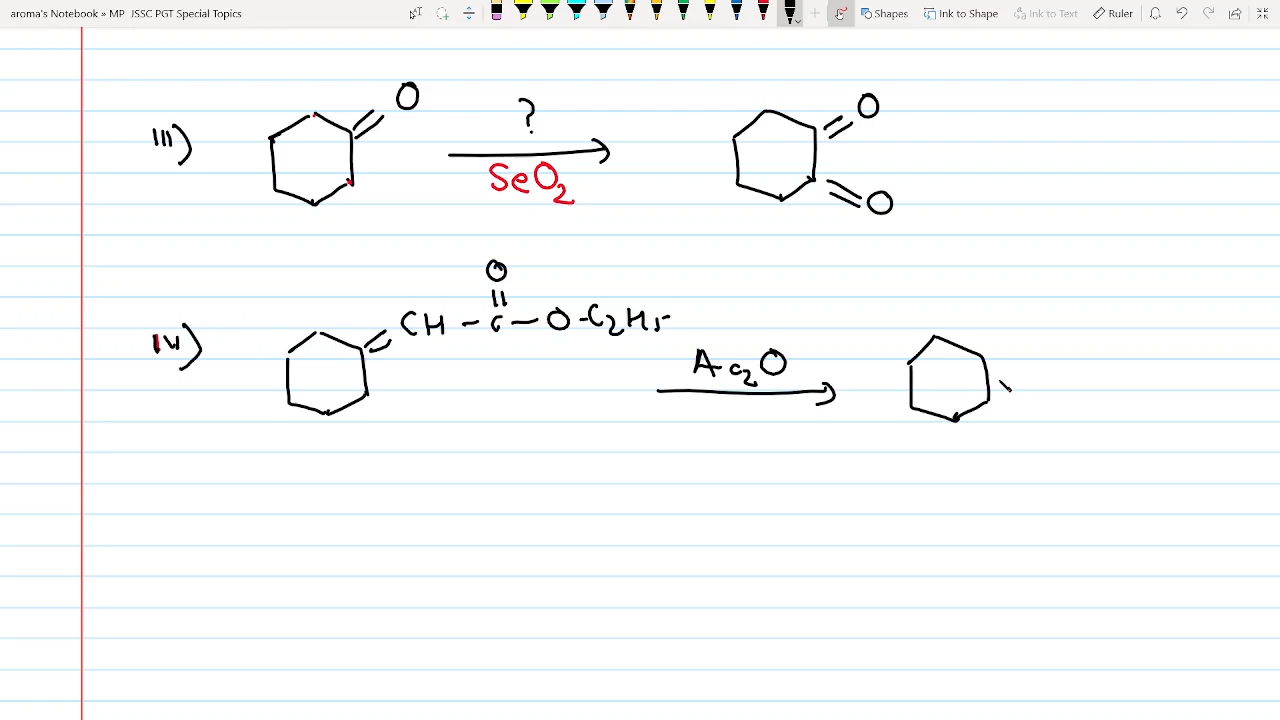 aroma's Notebook » MP JSSC PGT Special Topics
Shapes Ink to Shape Ink to Text Ruler
III) O ? SeO2 O O
IV) CH - C - O - C2H5 O Ac2O